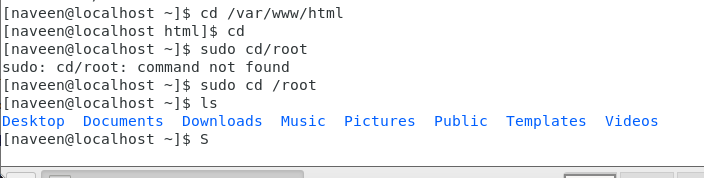 [naveen@localhost ~]$ cd /var/www/html
[naveen@localhost html]$ cd
[naveen@localhost ~]$ sudo cd/root
sudo: cd/root: command not found
[naveen@localhost ~]$ sudo cd /root
[naveen@localhost ~]$ ls
Desktop  Documents  Downloads  Music  Pictures  Public  Templates  Videos
[naveen@localhost ~]$ S